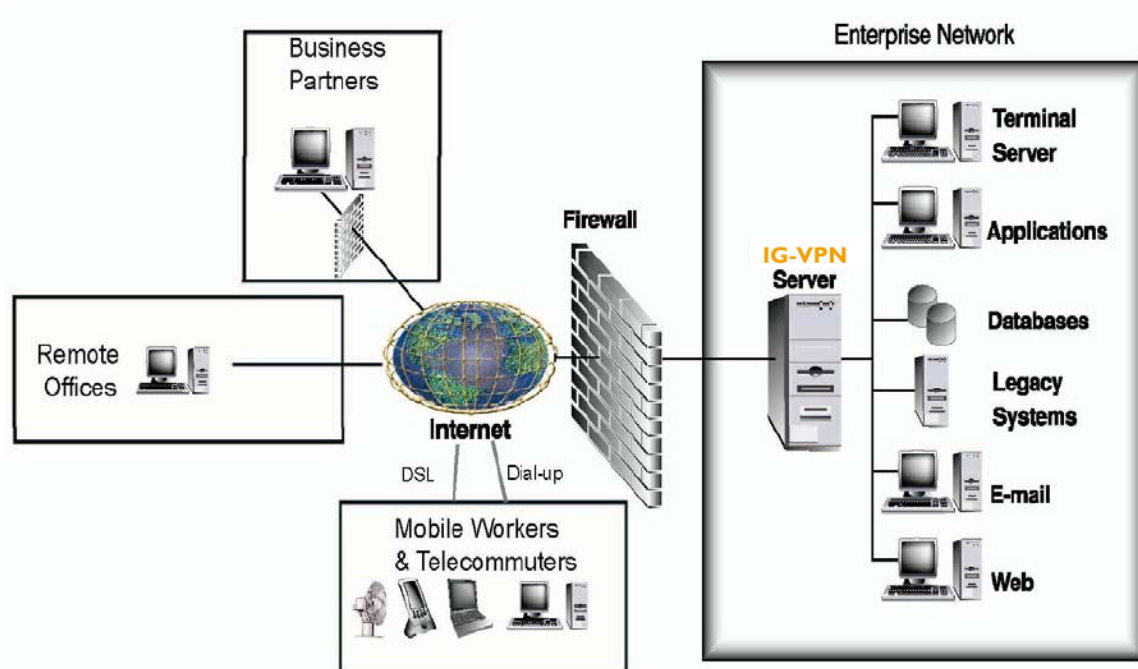 Business
Partners
Enterprise Network
Terminal
Server
Firewall
Applications
IG-VPN
Server
Databases
Remote
Offices
Legacy
Systems
Internet
DSL
Dial-up
E-mail
Mobile Workers
& Telecommuters
Web